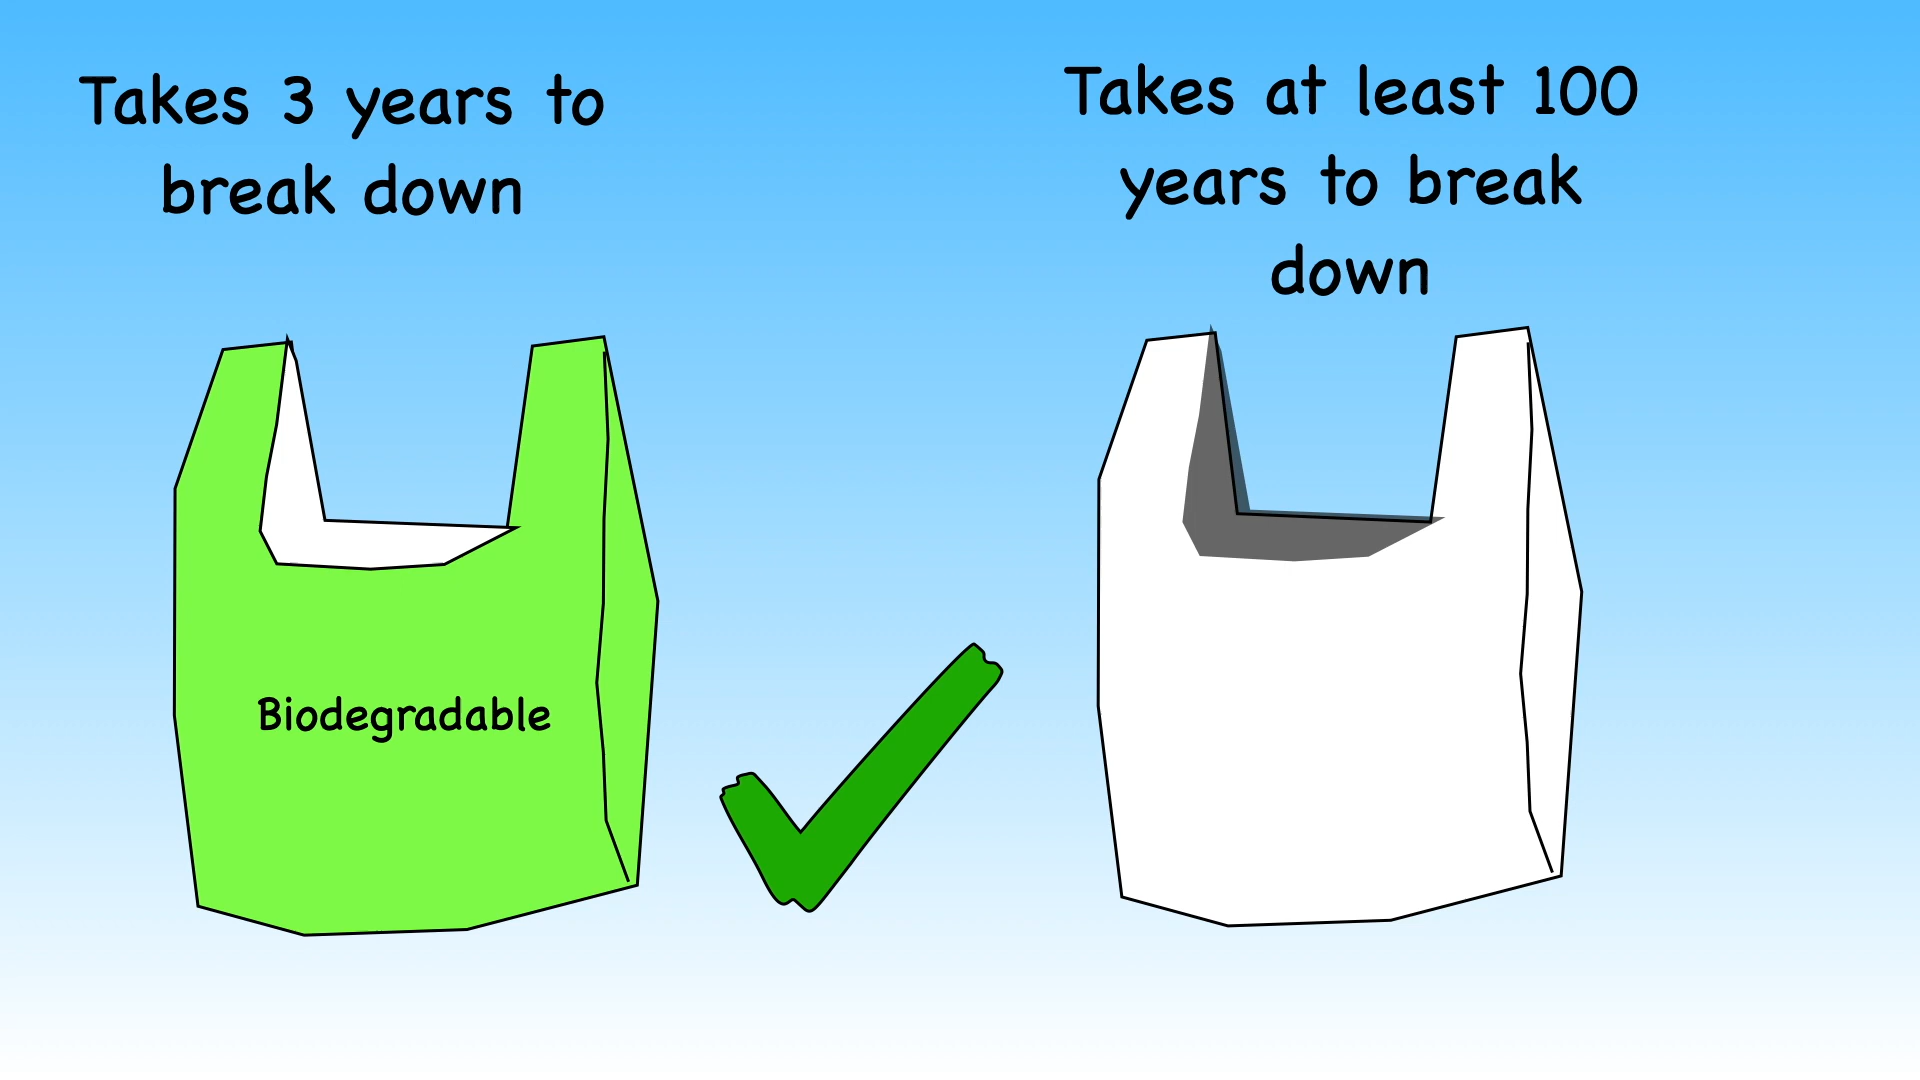 Takes 3 years to
break down
Takes at least 100
years to break
down
Biodegradable